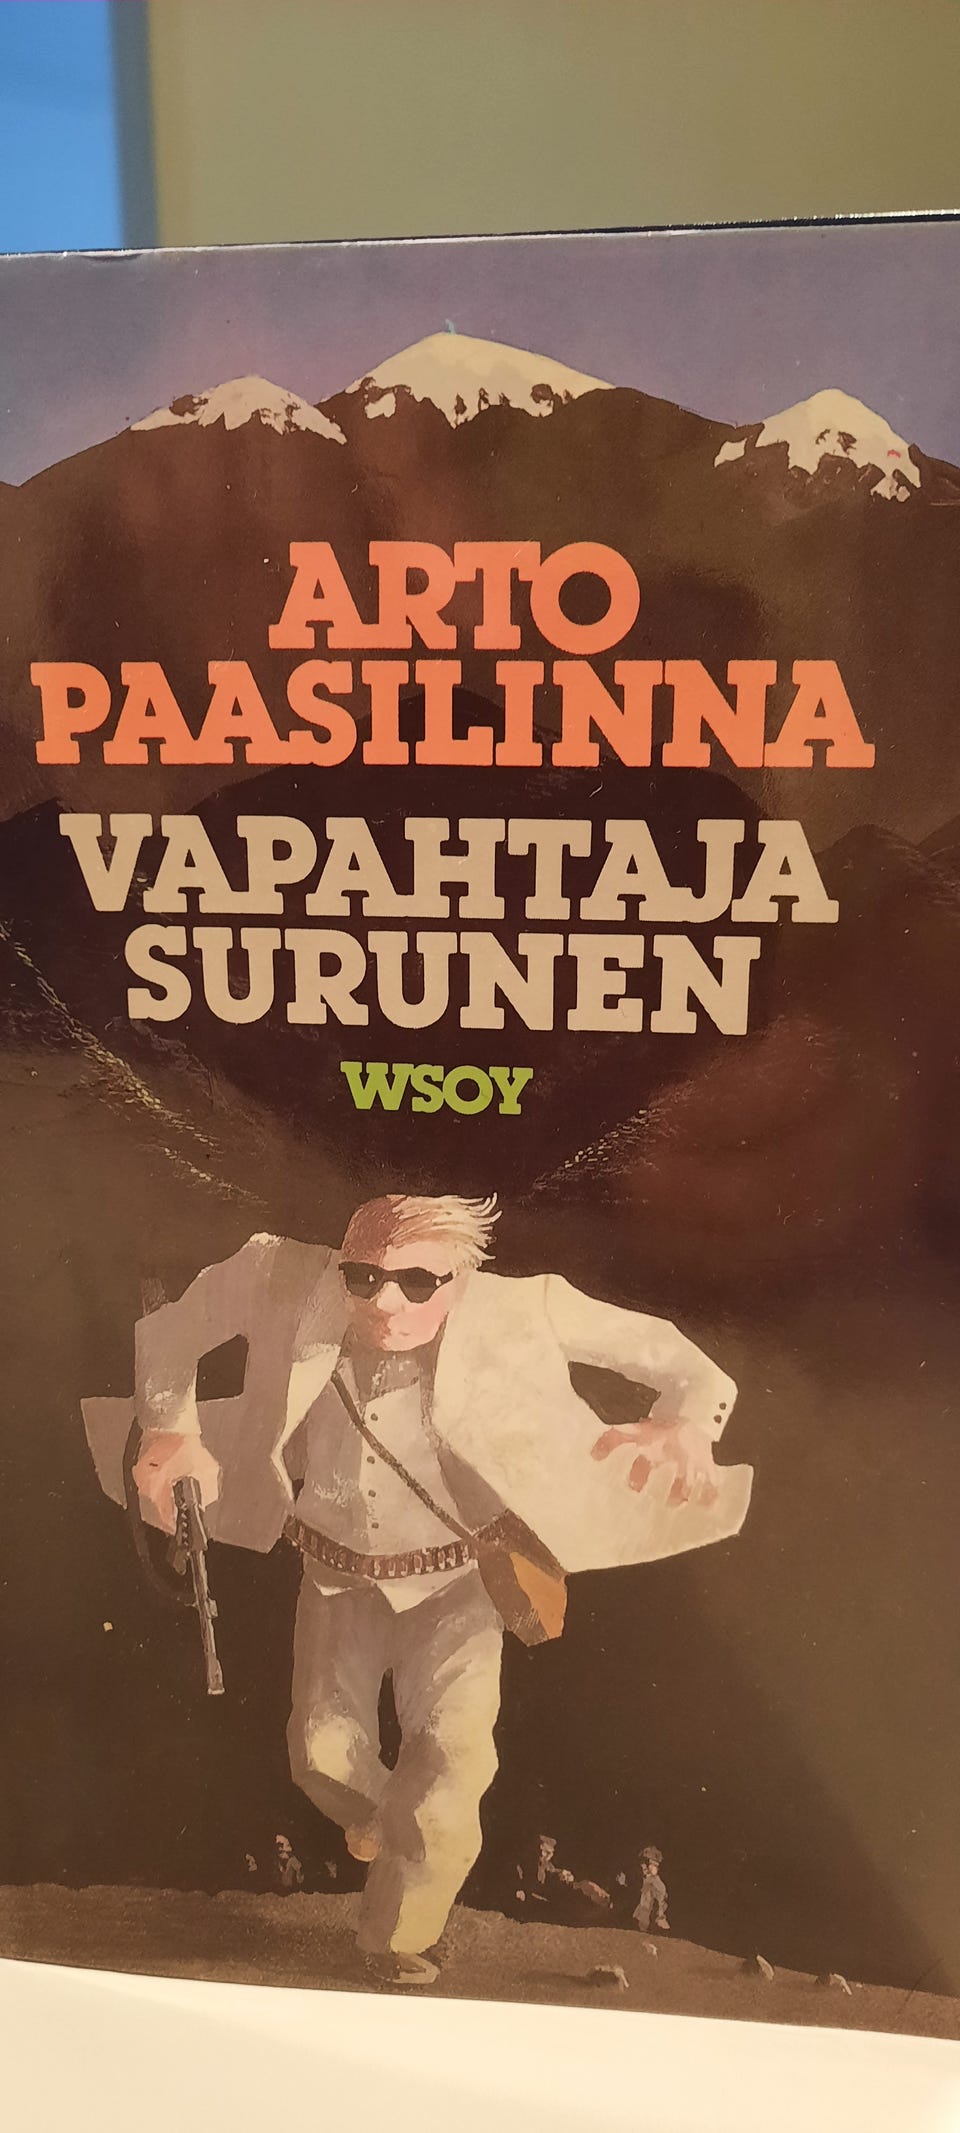 ARTO
PAASILINNA
VAPAHTAJA
SURUNEN
WSOY